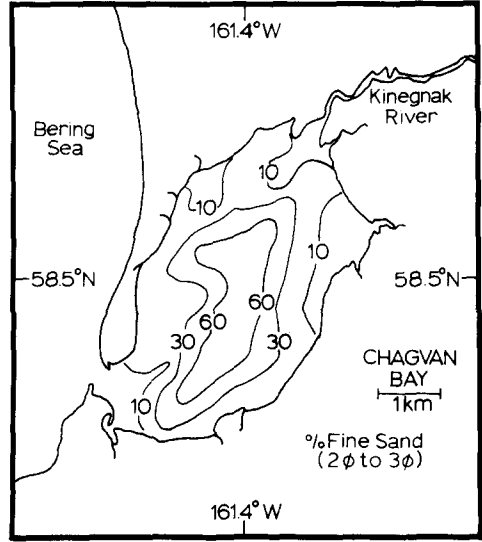 161.4°W
Kinegnak
River
Bering
Sea
10
10
10
58.5°N
58.5°N
60
60
30
30
CHAGVAN
BAY
1km
10
% Fine Sand
(2ϕ to 3ϕ)
161.4°W